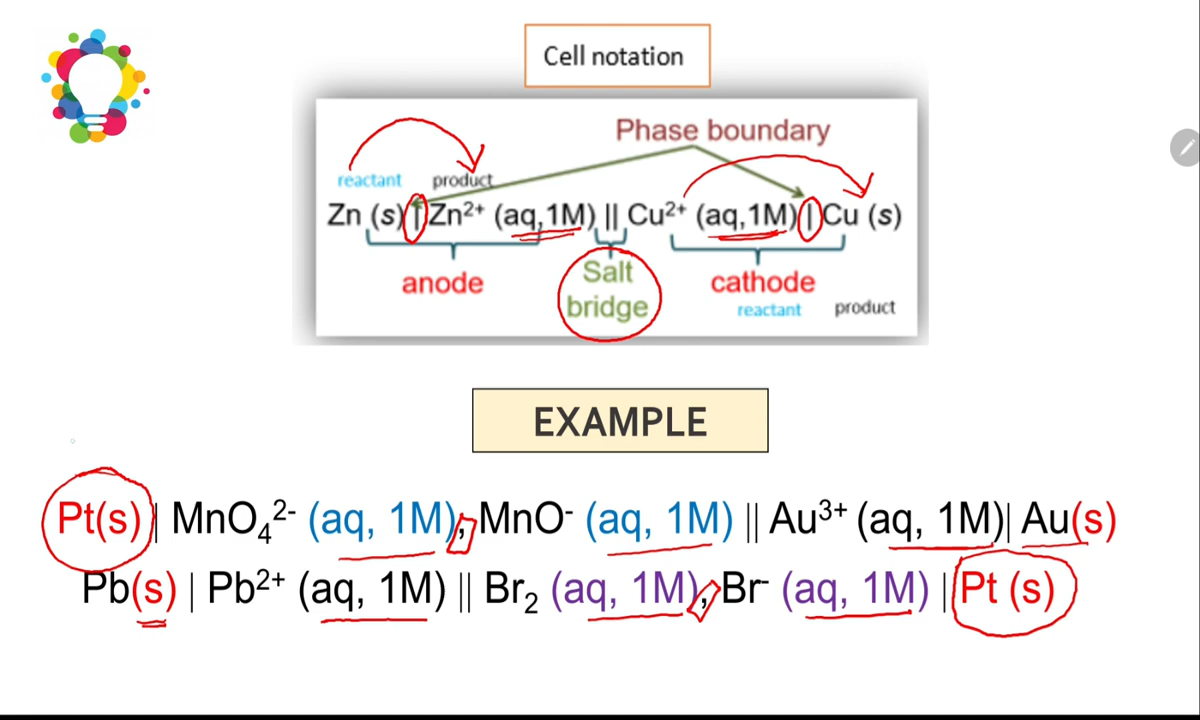 Cell notation
Phase boundary
reactant product
Zn (s) | Zn²⁺ (aq,1M) || Cu²⁺ (aq,1M) | Cu (s)
anode Salt bridge cathode
reactant product
EXAMPLE
Pt(s) | MnO₄²⁻ (aq, 1M), MnO⁻ (aq, 1M) || Au³⁺ (aq, 1M)| Au(s)
Pb(s) | Pb²⁺ (aq, 1M) || Br₂ (aq, 1M), Br⁻ (aq, 1M) | Pt (s)